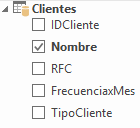 Clientes
IDCliente
Nombre
RFC
FrecuenciaxMes
TipoCliente